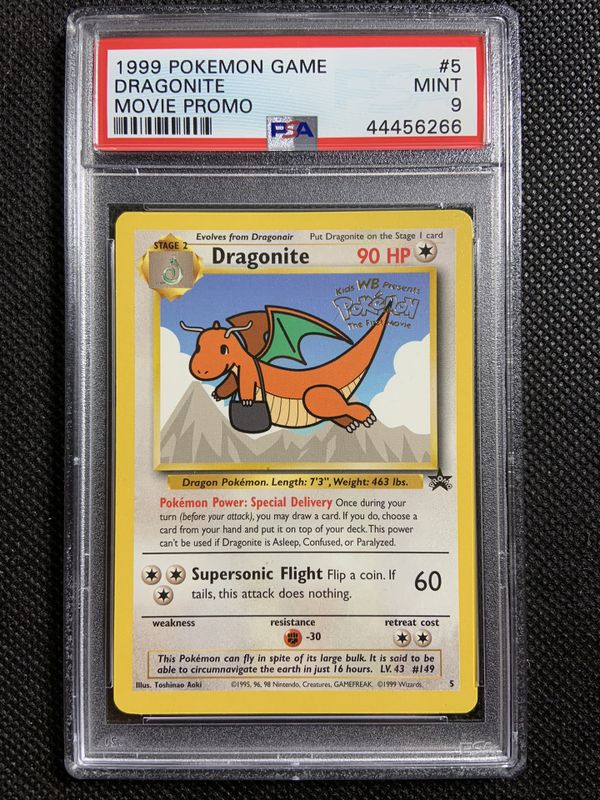 1999 POKEMON GAME #5
DRAGONITE MINT
MOVIE PROMO 9
PSA 44456266
Evolves from Dragonair Put Dragonite on the Stage 1 card
STAGE 2
Dragonite 90 HP
Kids WB Presents
POKéMON
The First Movie
Dragon Pokémon. Length: 7'3", Weight: 463 lbs.
PROMO
Pokémon Power: Special Delivery Once during your
turn (before your attack), you may draw a card. If you do, choose a
card from your hand and put it on top of your deck. This power
can't be used if Dragonite is Asleep, Confused, or Paralyzed.
Supersonic Flight Flip a coin. If
tails, this attack does nothing.
60
weakness resistance retreat cost
-30
This Pokémon can fly in spite of its large bulk. It is said to be
able to circumnavigate the earth in just 16 hours. LV. 43 #149
Illus. Toshinao Aoki ©1995, 96, 98 Nintendo, Creatures, GAMEFREAK. ©1999 Wizards. 5